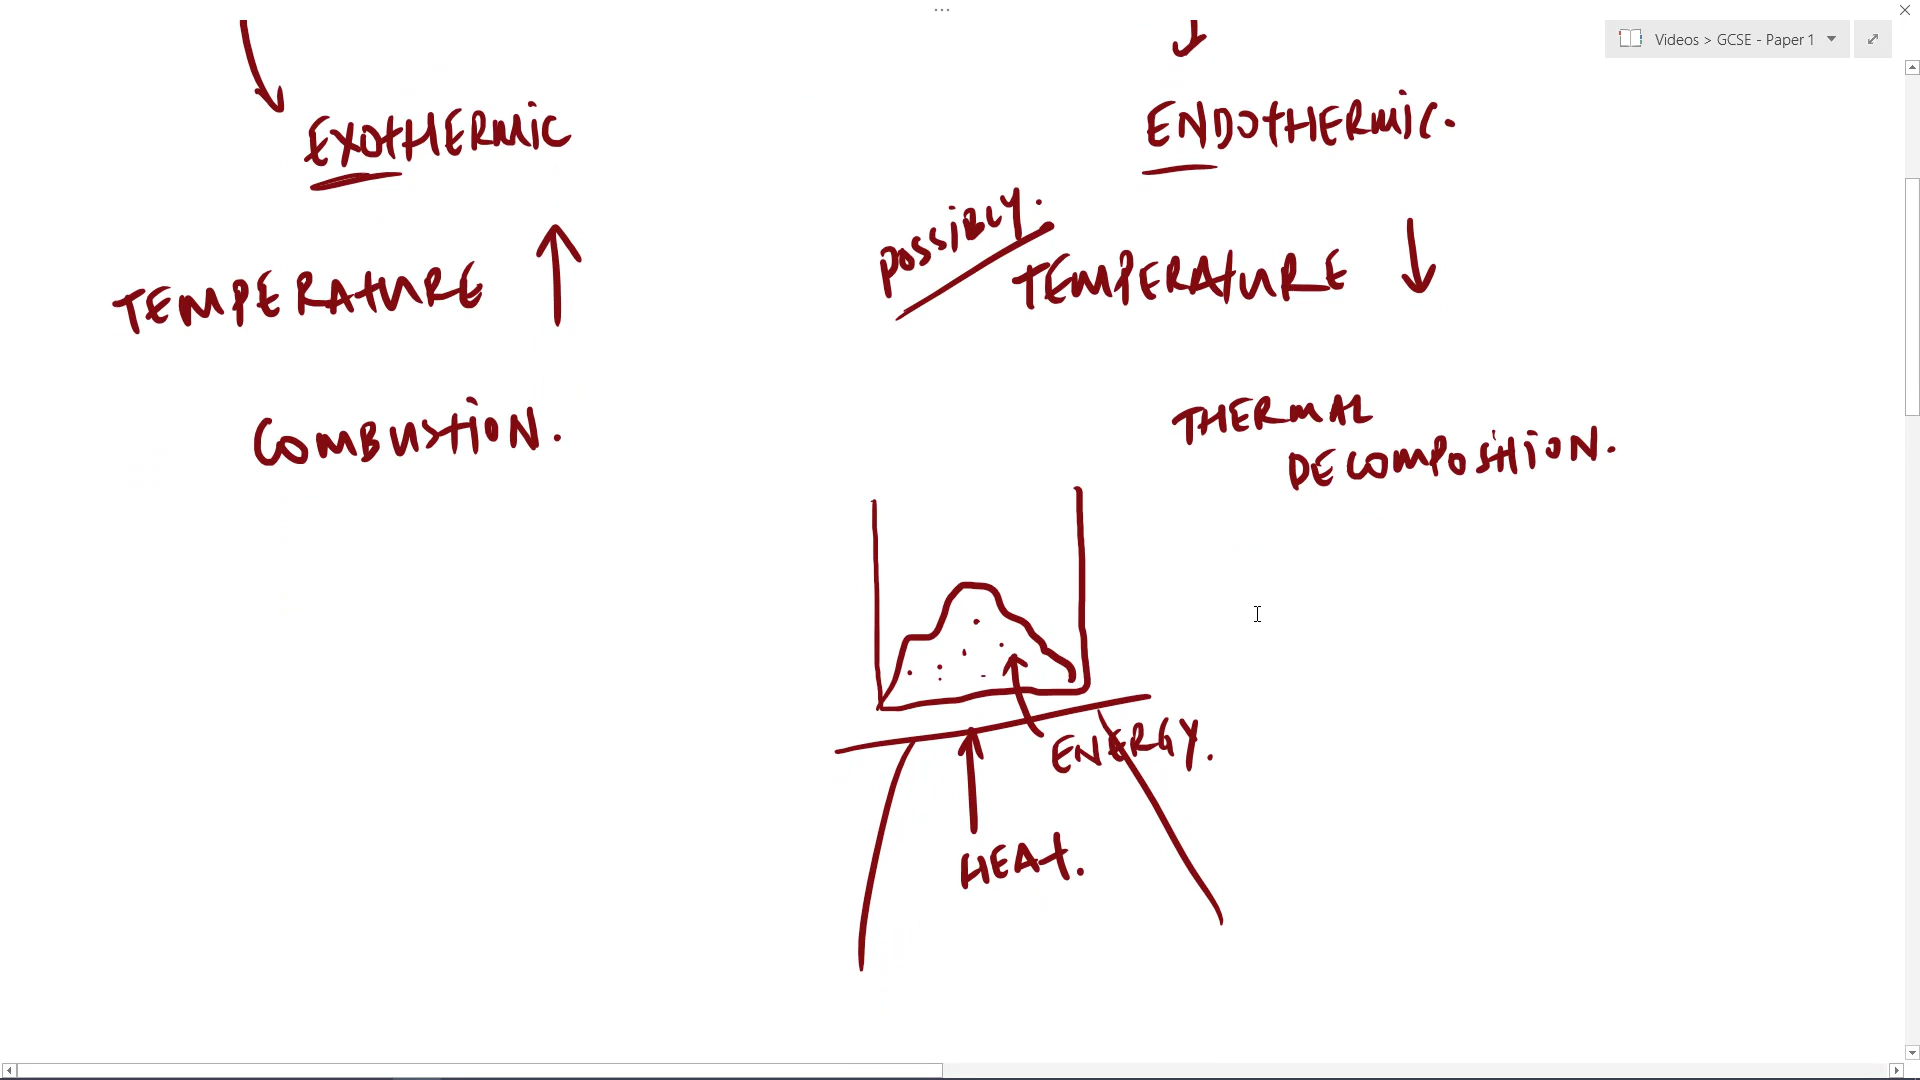 Videos > GCSE - Paper 1
EXOTHERMIC
ENDOTHERMIC.
POSSIBLY.
TEMPERATURE
TEMPERATURE
COMBUSTION.
THERMAL
DECOMPOSITION.
ENERGY.
HEAT.